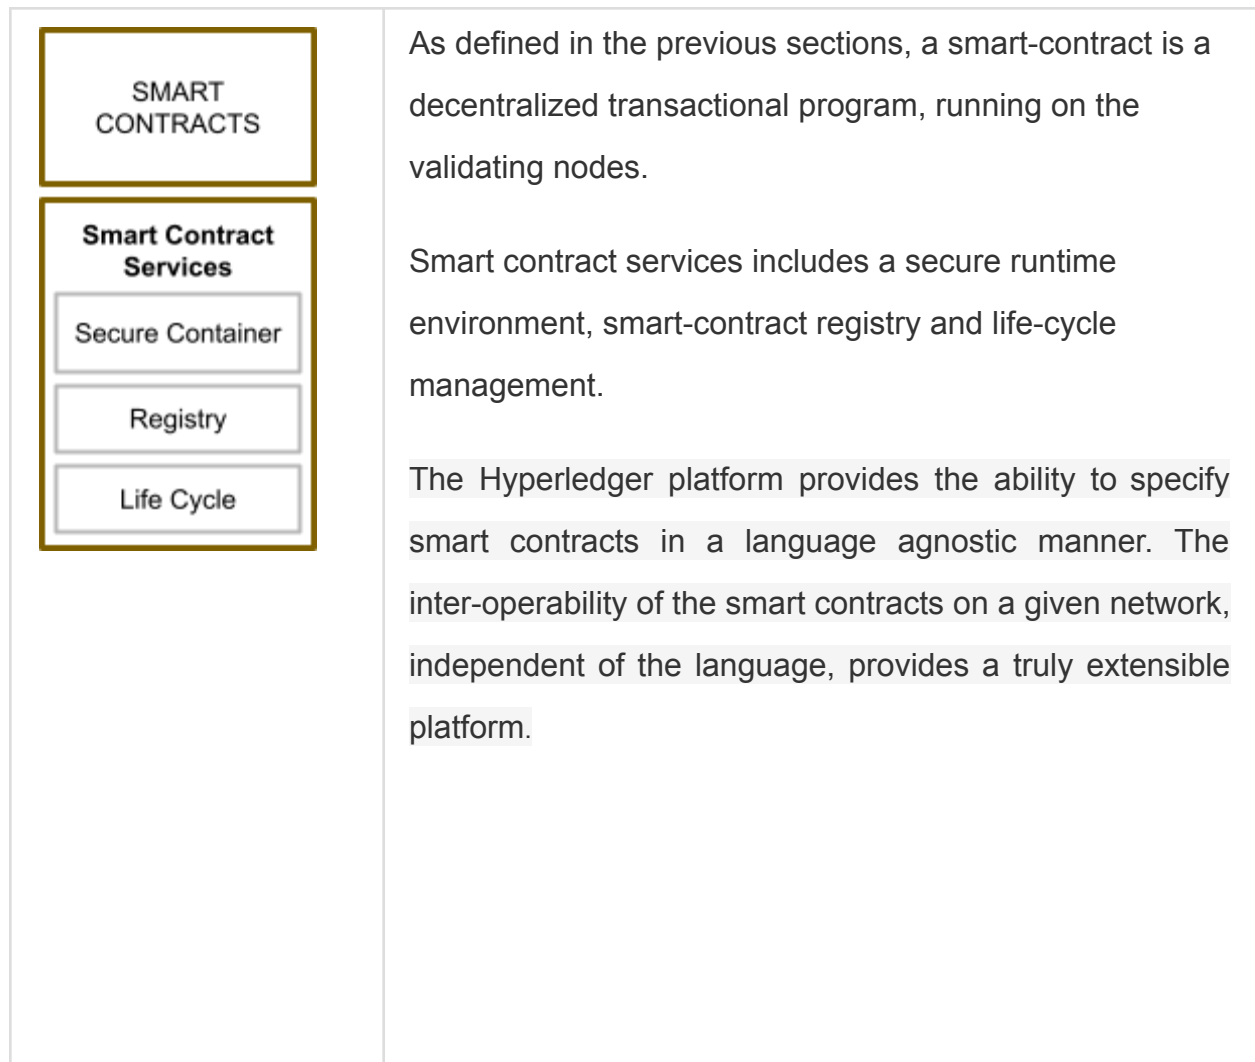 SMART
CONTRACTS
Smart Contract
Services
Secure Container
Registry
Life Cycle
As defined in the previous sections, a smart-contract is a
decentralized transactional program, running on the
validating nodes.
Smart contract services includes a secure runtime
environment, smart-contract registry and life-cycle
management.
The Hyperledger platform provides the ability to specify
smart contracts in a language agnostic manner. The
inter-operability of the smart contracts on a given network,
independent of the language, provides a truly extensible
platform.